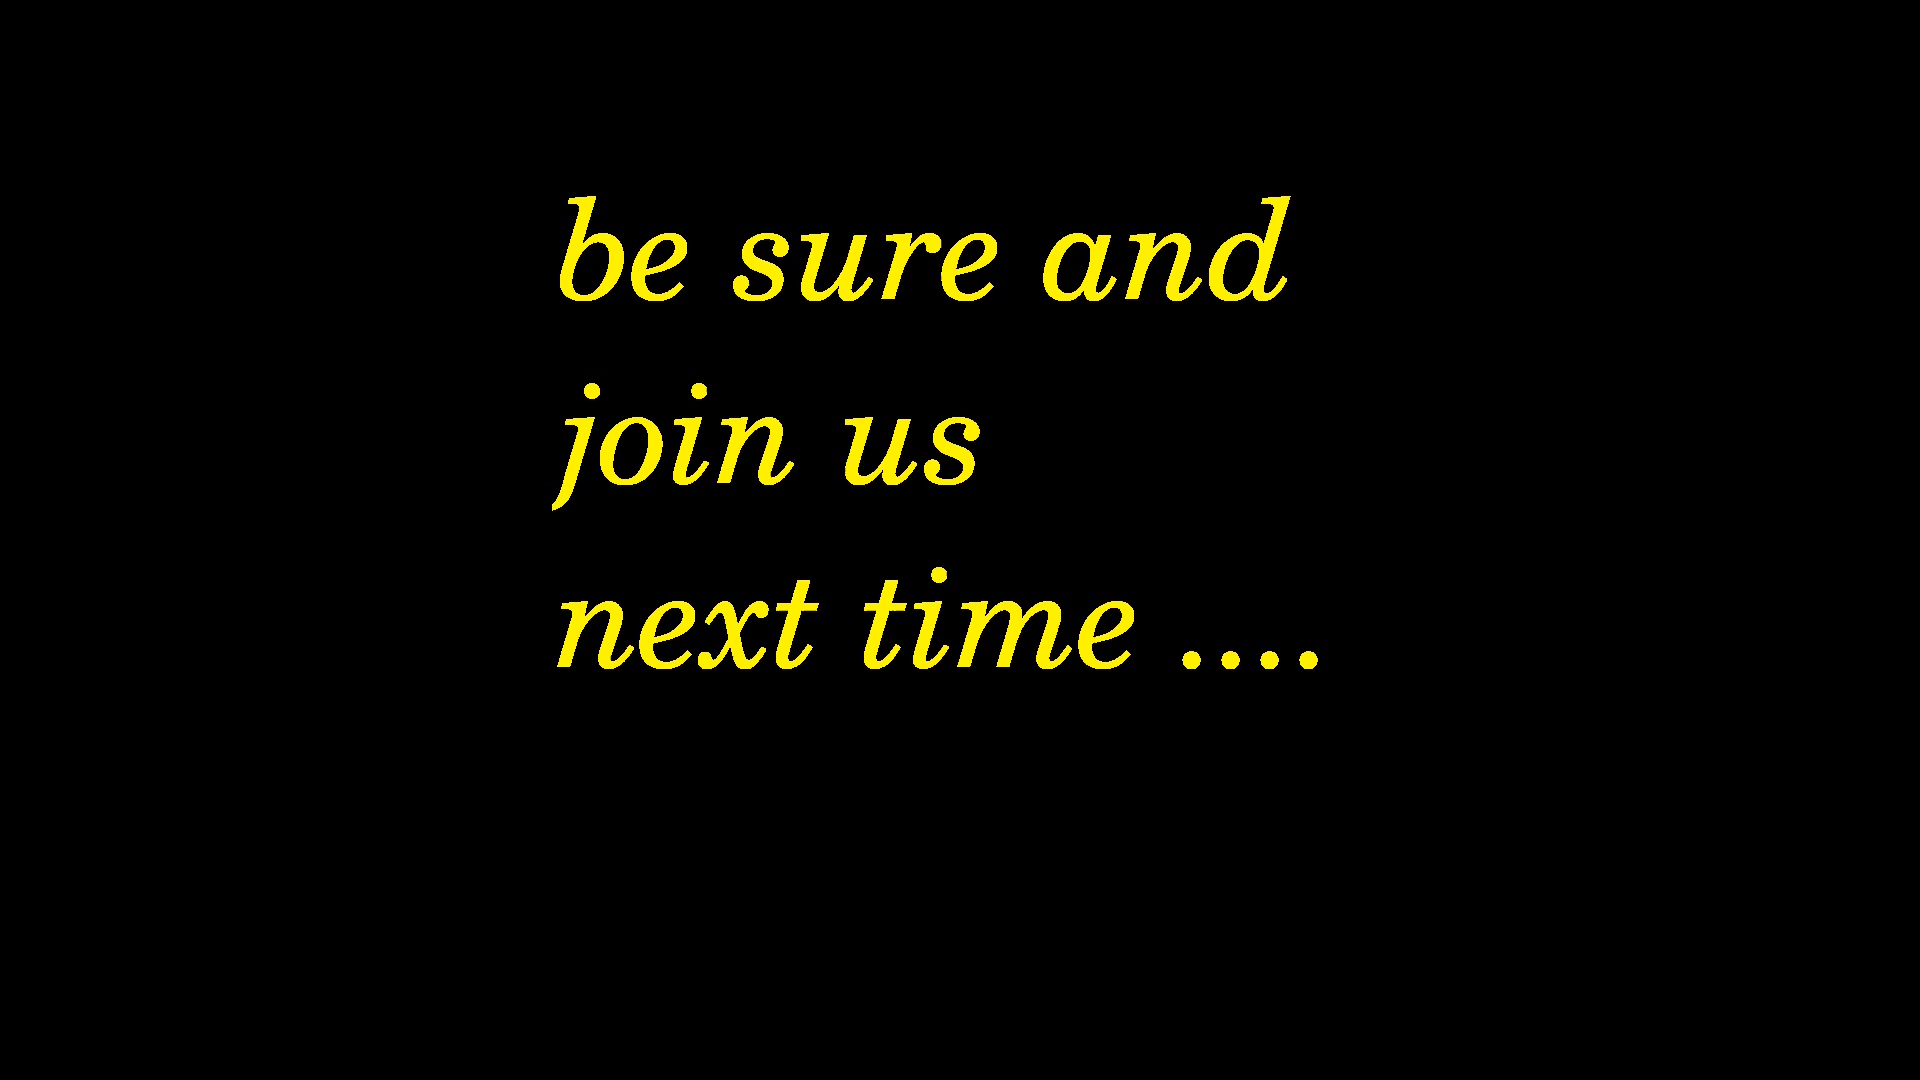 be sure and
join us
next time ....